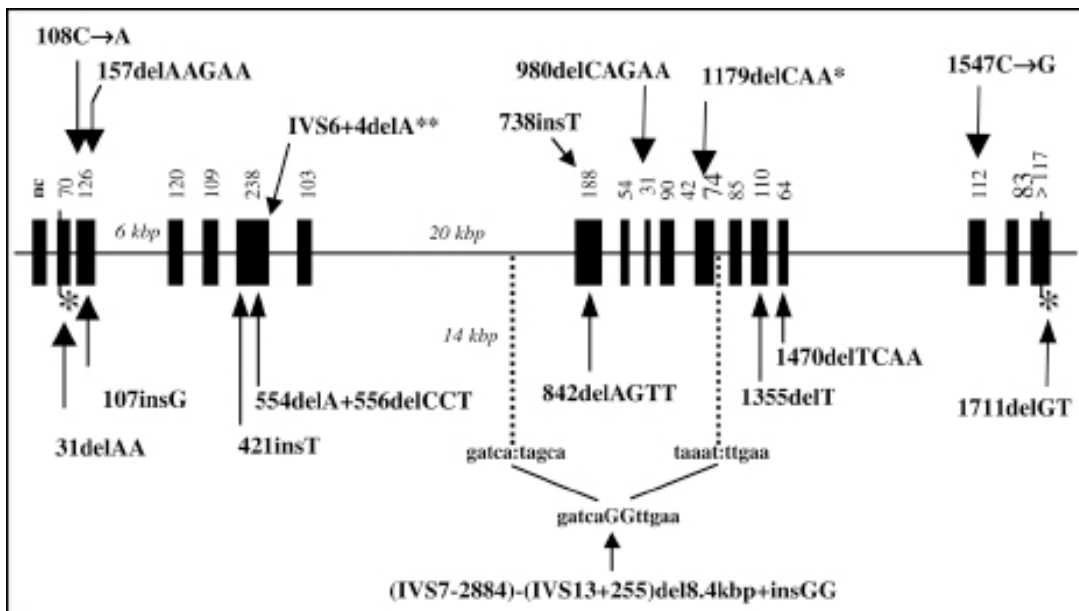 108C→A
157delAAGAA
980delCAGAA
1179delCAA*
1547C→G
IVS6+4delA**
738insT
nc
70
126
120
109
238
103
188
54
31
90
42
74
85
110
64
112
83
> 117
6 kbp
20 kbp
*
*
14 kbp
107insG
31delAA
554delA+556delCCT
421insT
842delAGTT
1470delTCAA
1355delT
1711delGT
gatca:tagca
taaat:ttgaa
gatcaGGttgaa
(IVS7-2884)-(IVS13+255)del8.4kbp+insGG